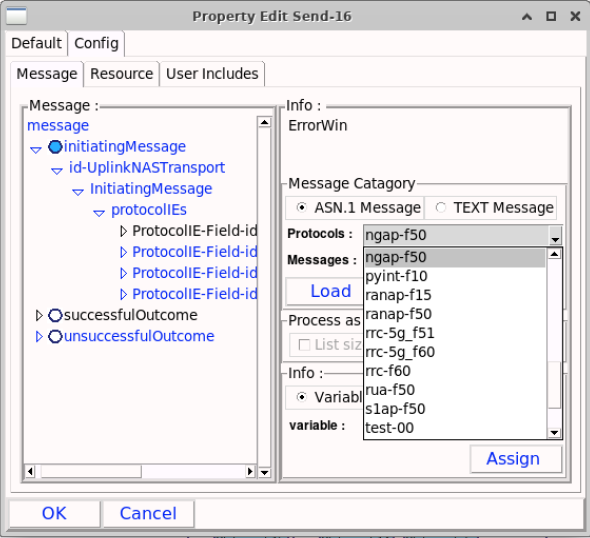 Property Edit Send-16
Default Config
Message Resource User Includes
Message :
message
initiatingMessage
id-UplinkNASTransport
InitiatingMessage
protocolIEs
ProtocolIE-Field-id
ProtocolIE-Field-id
ProtocolIE-Field-id
ProtocolIE-Field-id
successfulOutcome
unsuccessfulOutcome
Info :
ErrorWin
Message Catagory
ASN.1 Message TEXT Message
Protocols : ngap-f50
Messages :
Load
ngap-f50
pyint-f10
ranap-f15
ranap-f50
rrc-5g_f51
rrc-5g_f60
rrc-f60
rua-f50
s1ap-f50
test-00
Process as
List siz
Info :
Variabl
variable :
Assign
OK Cancel